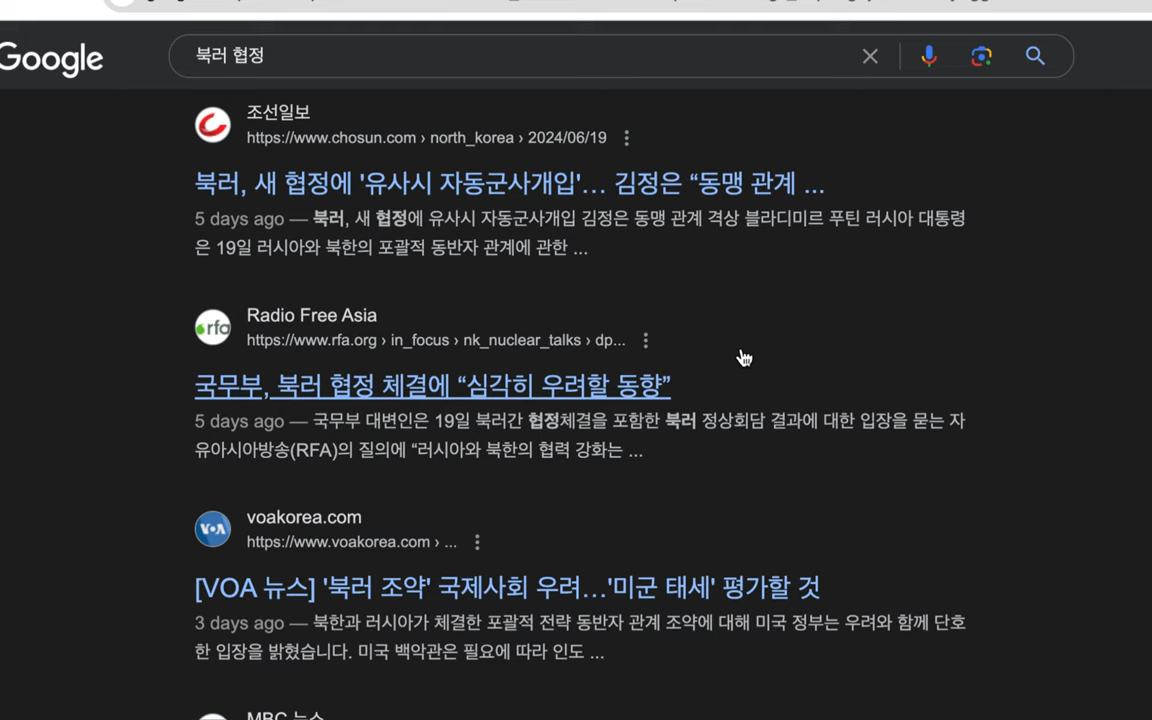 Google
북러 협정
조선일보
https://www.chosun.com › north_korea › 2024/06/19
북러, 새 협정에 '유사시 자동군사개입'… 김정은 “동맹 관계 ...
5 days ago — 북러, 새 협정에 유사시 자동군사개입 김정은 동맹 관계 격상 블라디미르 푸틴 러시아 대통령
은 19일 러시아와 북한의 포괄적 동반자 관계에 관한 ...
rfa
Radio Free Asia
https://www.rfa.org › in_focus › nk_nuclear_talks › dp...
국무부, 북러 협정 체결에 “심각히 우려할 동향”
5 days ago — 국무부 대변인은 19일 북러간 협정체결을 포함한 북러 정상회담 결과에 대한 입장을 묻는 자
유아시아방송(RFA)의 질의에 “러시아와 북한의 협력 강화는 ...
VOA
voakorea.com
https://www.voakorea.com › ...
[VOA 뉴스] '북러 조약' 국제사회 우려…'미군 태세' 평가할 것
3 days ago — 북한과 러시아가 체결한 포괄적 전략 동반자 관계 조약에 대해 미국 정부는 우려와 함께 단호
한 입장을 밝혔습니다. 미국 백악관은 필요에 따라 인도 ...
MBC 뉴스